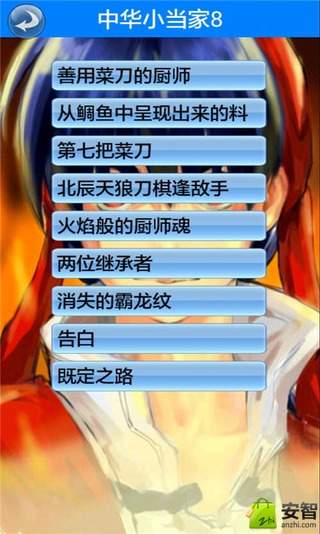 中华小当家8
善用菜刀的厨师
从鲷鱼中呈现出来的料
第七把菜刀
北辰天狼刀棋逢敌手
火焰般的厨师魂
两位继承者
消失的霸龙纹
告白
既定之路
Zhi
安智
anzhi.com